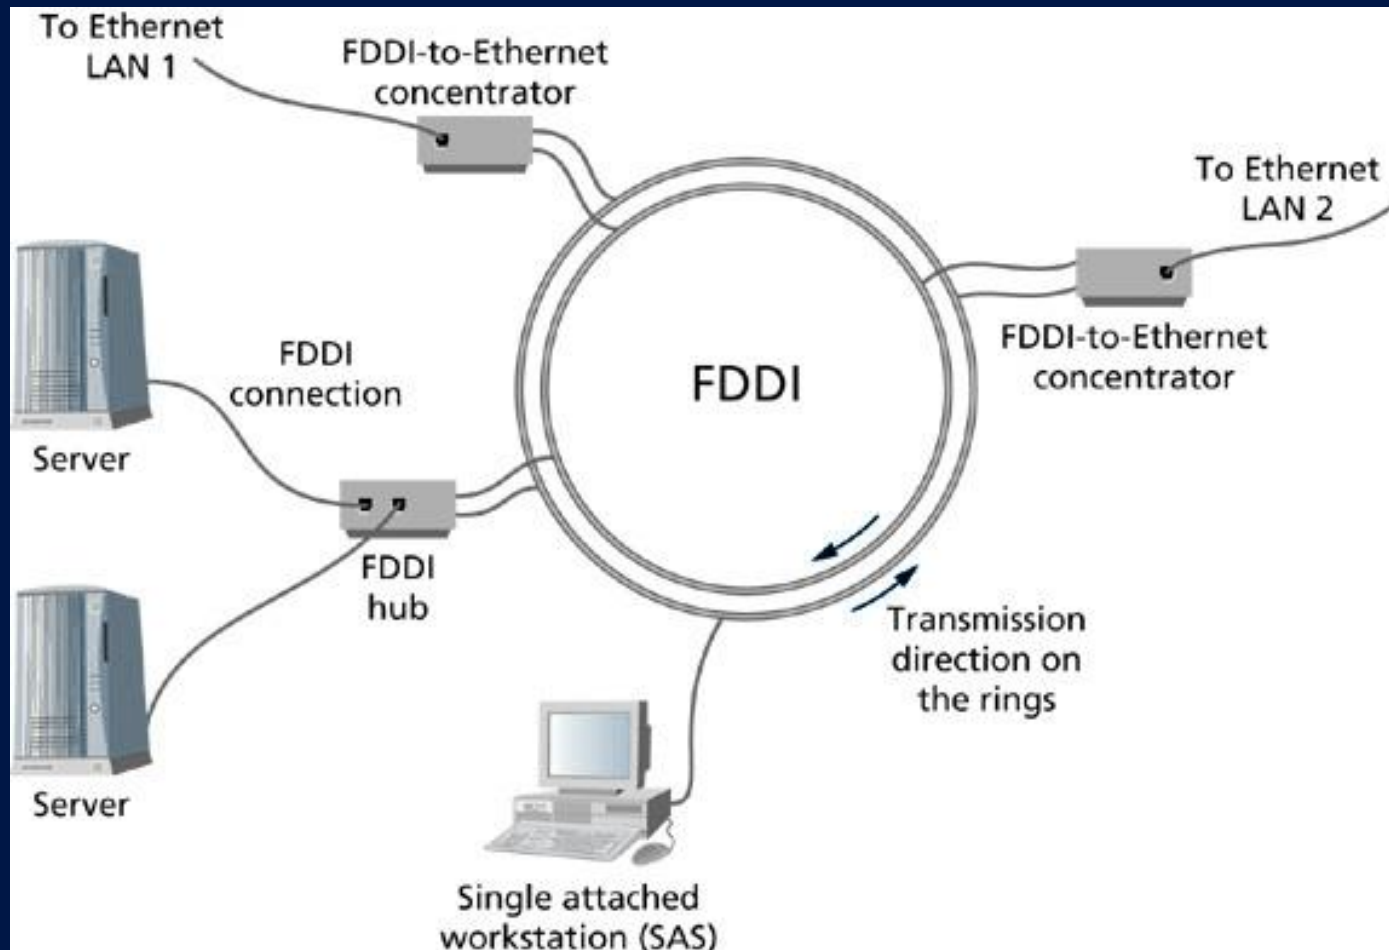 To Ethernet
LAN 1
FDDI-to-Ethernet
concentrator
To Ethernet
LAN 2
FDDI-to-Ethernet
concentrator
FDDI
connection
FDDI
Server
FDDI
hub
Transmission
direction on
the rings
Server
Single attached
workstation (SAS)